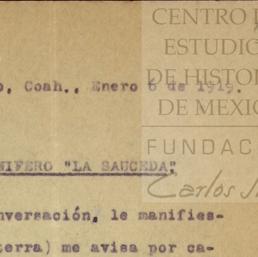 CENTRO D
ESTUDIO
DE HISTOR
DE MEXIC
FUNDAC
Carlos Sl
o, Coah., Enero 6 de 1919.
NIFERO "LA SAUCEDA"
nversación, le manifies-
terra) me avisa por ca-